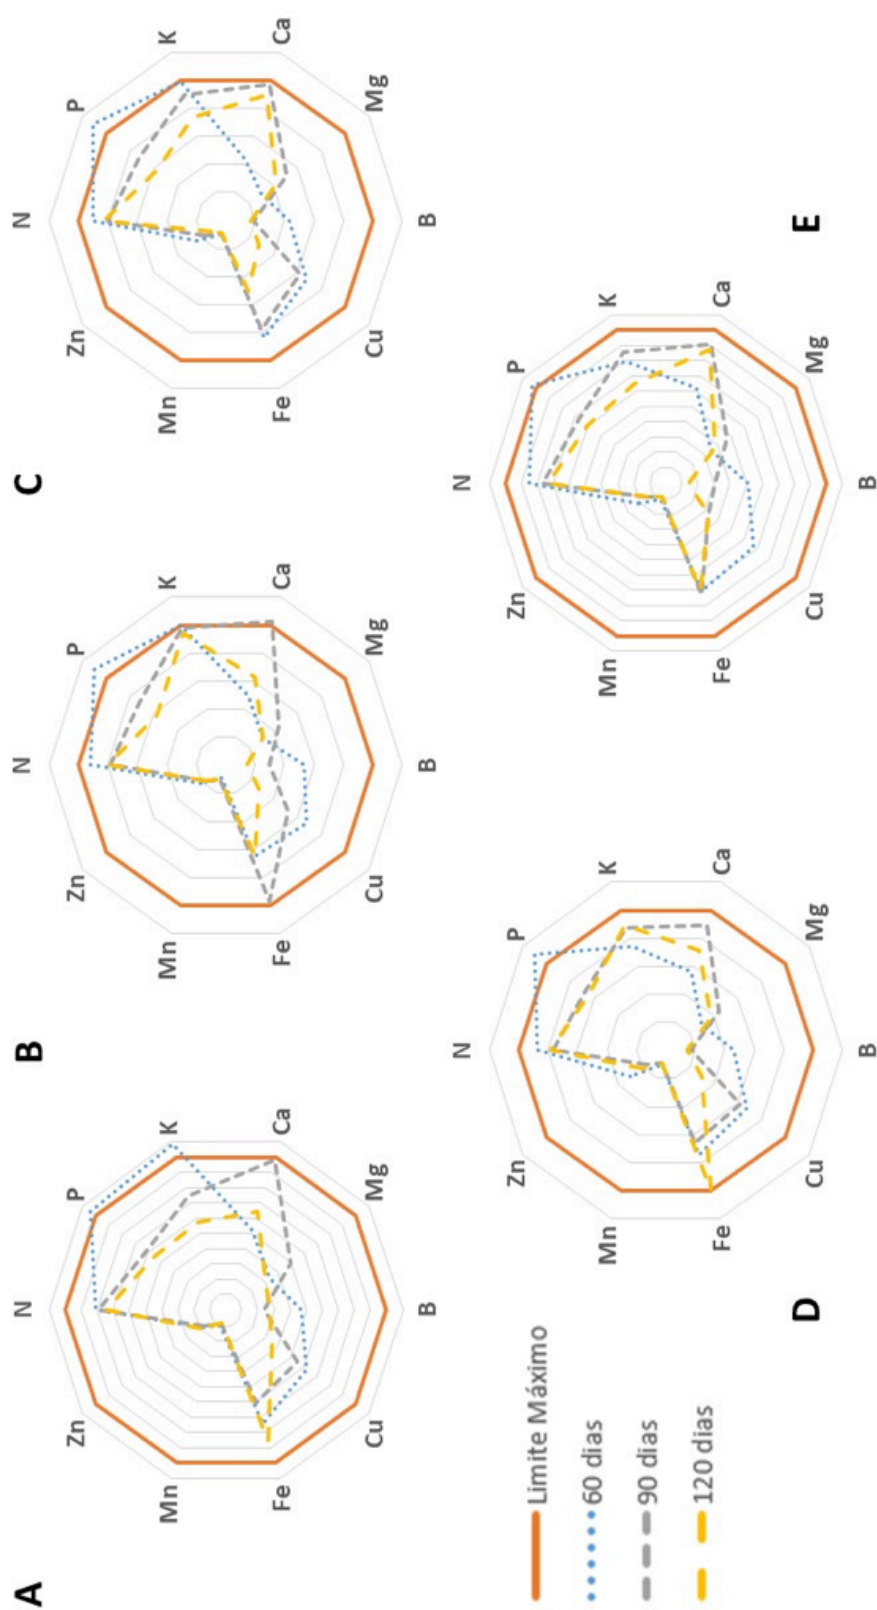 A
N
P
K
Ca
Mg
B
Cu
Fe
Mn
Zn
B
N
P
K
Ca
Mg
B
Cu
Fe
Mn
Zn
C
N
P
K
Ca
Mg
B
Cu
Fe
Mn
Zn
Limite Máximo
60 dias
90 dias
120 dias
D
N
P
K
Ca
Mg
B
Cu
Fe
Mn
Zn
E
N
P
K
Ca
Mg
B
Cu
Fe
Mn
Zn